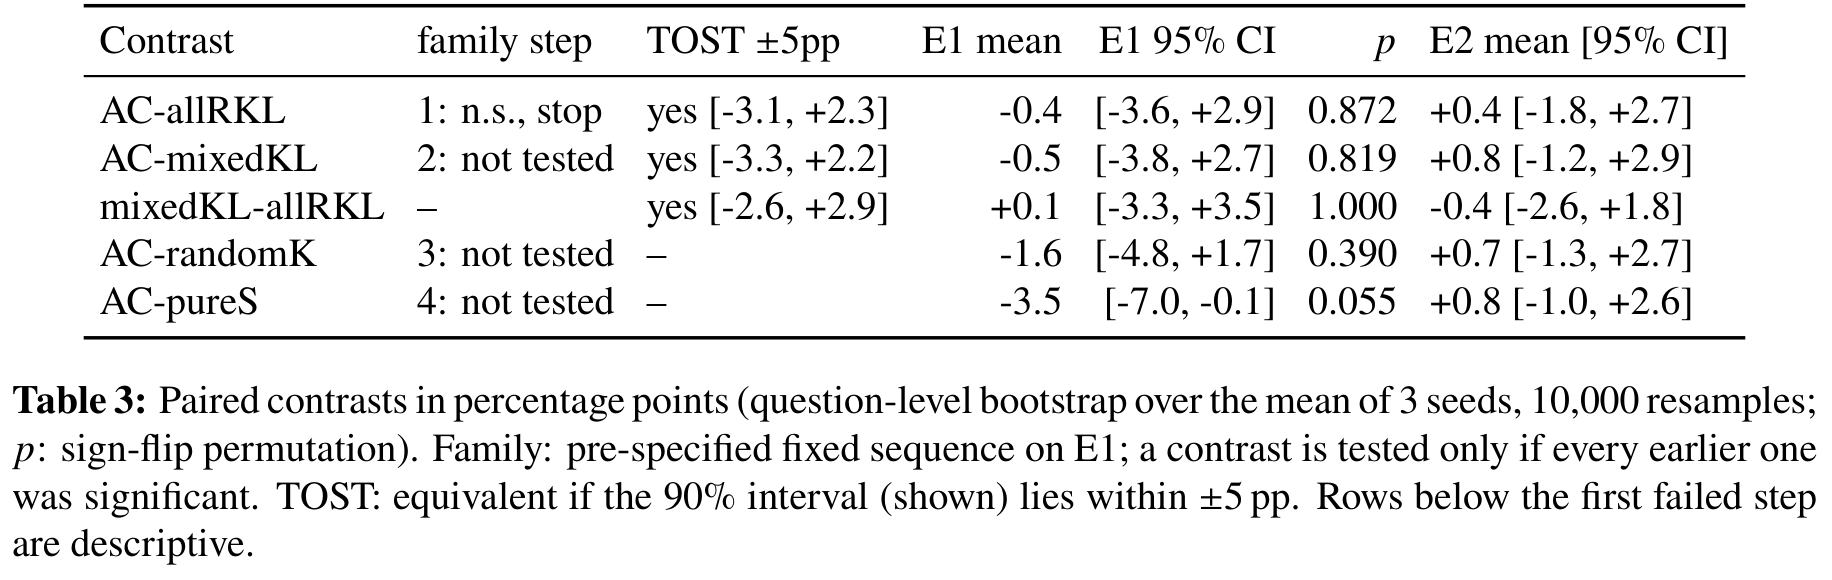 Contrast family step TOST ±5pp E1 mean E1 95% CI p E2 mean [95% CI]
AC-allRKL 1: n.s., stop yes [-3.1, +2.3] -0.4 [-3.6, +2.9] 0.872 +0.4 [-1.8, +2.7]
AC-mixedKL 2: not tested yes [-3.3, +2.2] -0.5 [-3.8, +2.7] 0.819 +0.8 [-1.2, +2.9]
mixedKL-allRKL – yes [-2.6, +2.9] +0.1 [-3.3, +3.5] 1.000 -0.4 [-2.6, +1.8]
AC-randomK 3: not tested – -1.6 [-4.8, +1.7] 0.390 +0.7 [-1.3, +2.7]
AC-pureS 4: not tested – -3.5 [-7.0, -0.1] 0.055 +0.8 [-1.0, +2.6]
Table 3: Paired contrasts in percentage points (question-level bootstrap over the mean of 3 seeds, 10,000 resamples;
p: sign-flip permutation). Family: pre-specified fixed sequence on E1; a contrast is tested only if every earlier one
was significant. TOST: equivalent if the 90% interval (shown) lies within ±5 pp. Rows below the first failed step
are descriptive.